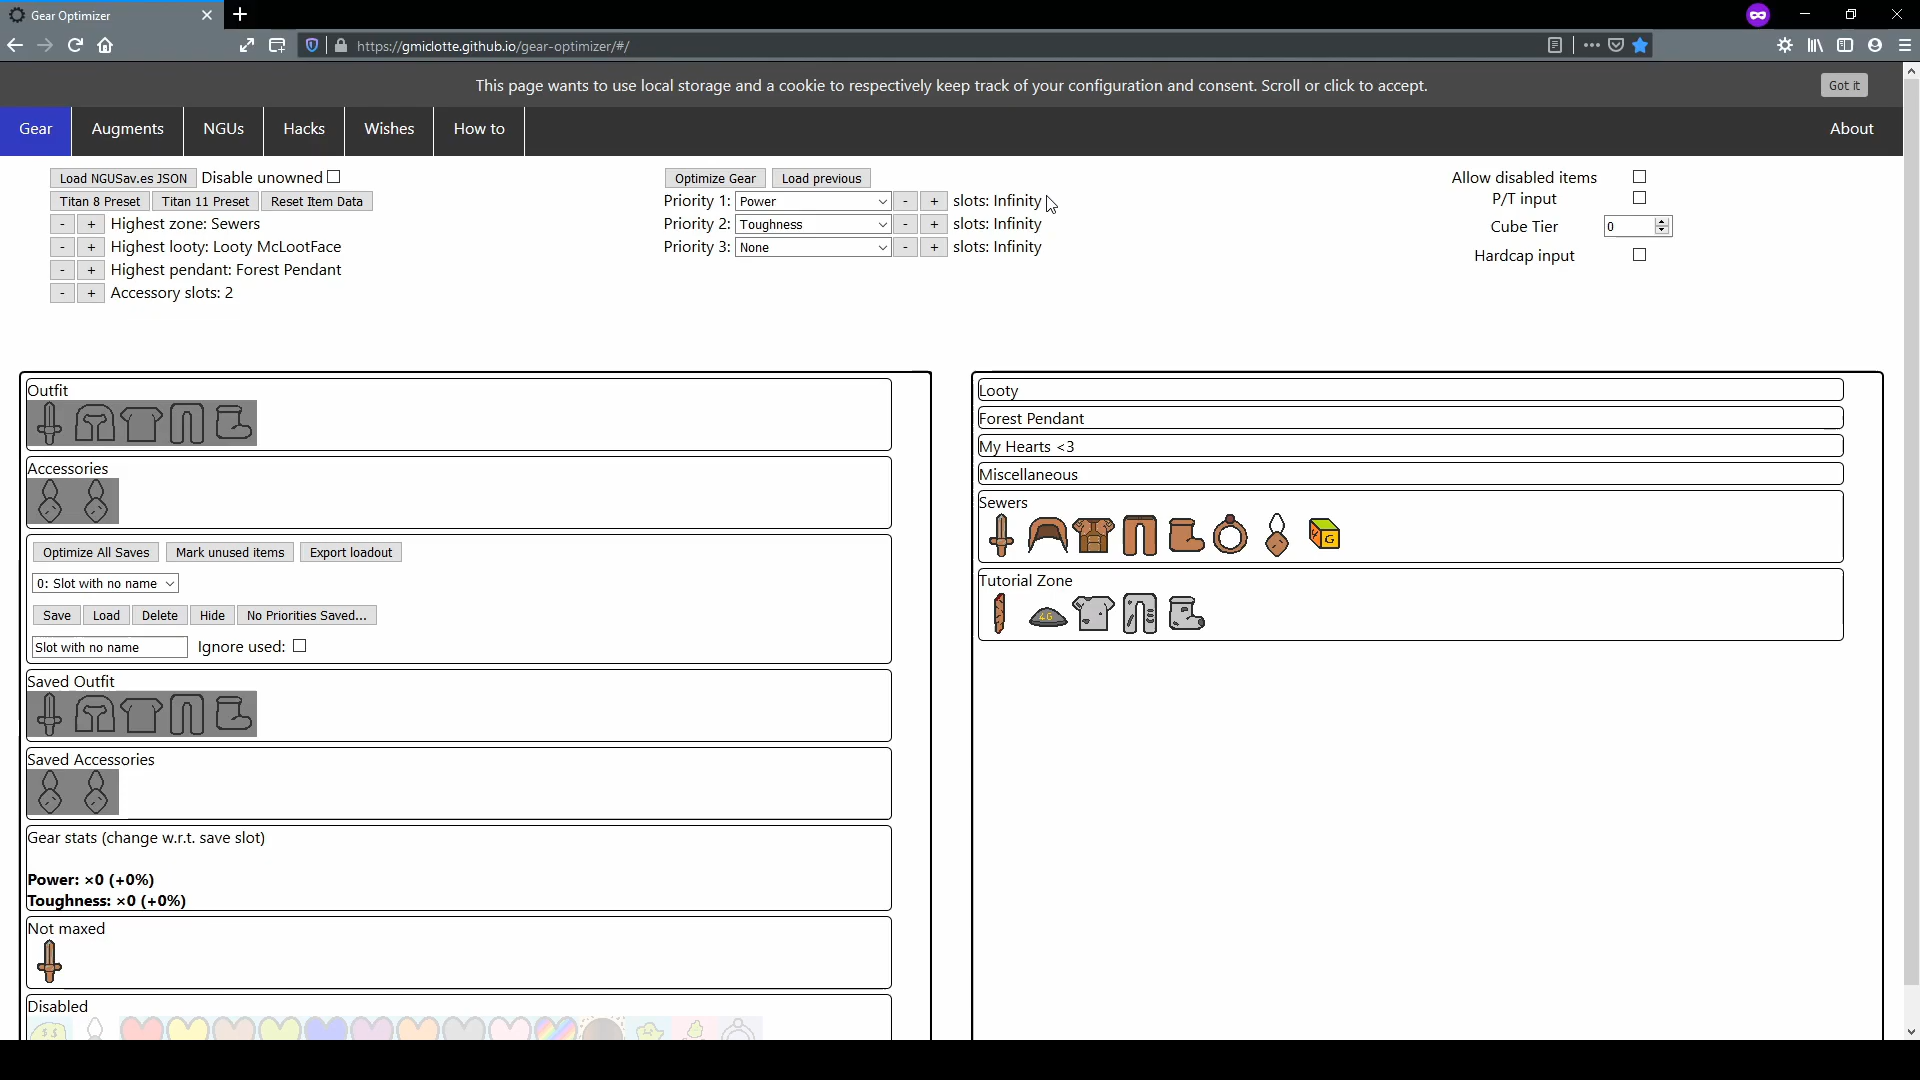 Gear Optimizer
https://gmiclotte.github.io/gear-optimizer/#/
This page wants to use local storage and a cookie to respectively keep track of your configuration and consent. Scroll or click to accept.
Got it
Gear Augments NGUs Hacks Wishes How to About
Load NGUSav.es JSON Disable unowned
Titan 8 Preset Titan 11 Preset Reset Item Data
- + Highest zone: Sewers
- + Highest looty: Looty McLootFace
- + Highest pendant: Forest Pendant
- + Accessory slots: 2
Optimize Gear Load previous
Priority 1: Power - + slots: Infinity
Priority 2: Toughness - + slots: Infinity
Priority 3: None - + slots: Infinity
Allow disabled items
P/T input
Cube Tier 0
Hardcap input
Outfit
Accessories
Optimize All Saves Mark unused items Export loadout
0: Slot with no name
Save Load Delete Hide No Priorities Saved...
Slot with no name Ignore used:
Saved Outfit
Saved Accessories
Gear stats (change w.r.t. save slot)
Power: ×0 (+0%)
Toughness: ×0 (+0%)
Not maxed
Disabled
Looty
Forest Pendant
My Hearts <3
Miscellaneous
Sewers
G
Tutorial Zone
4G